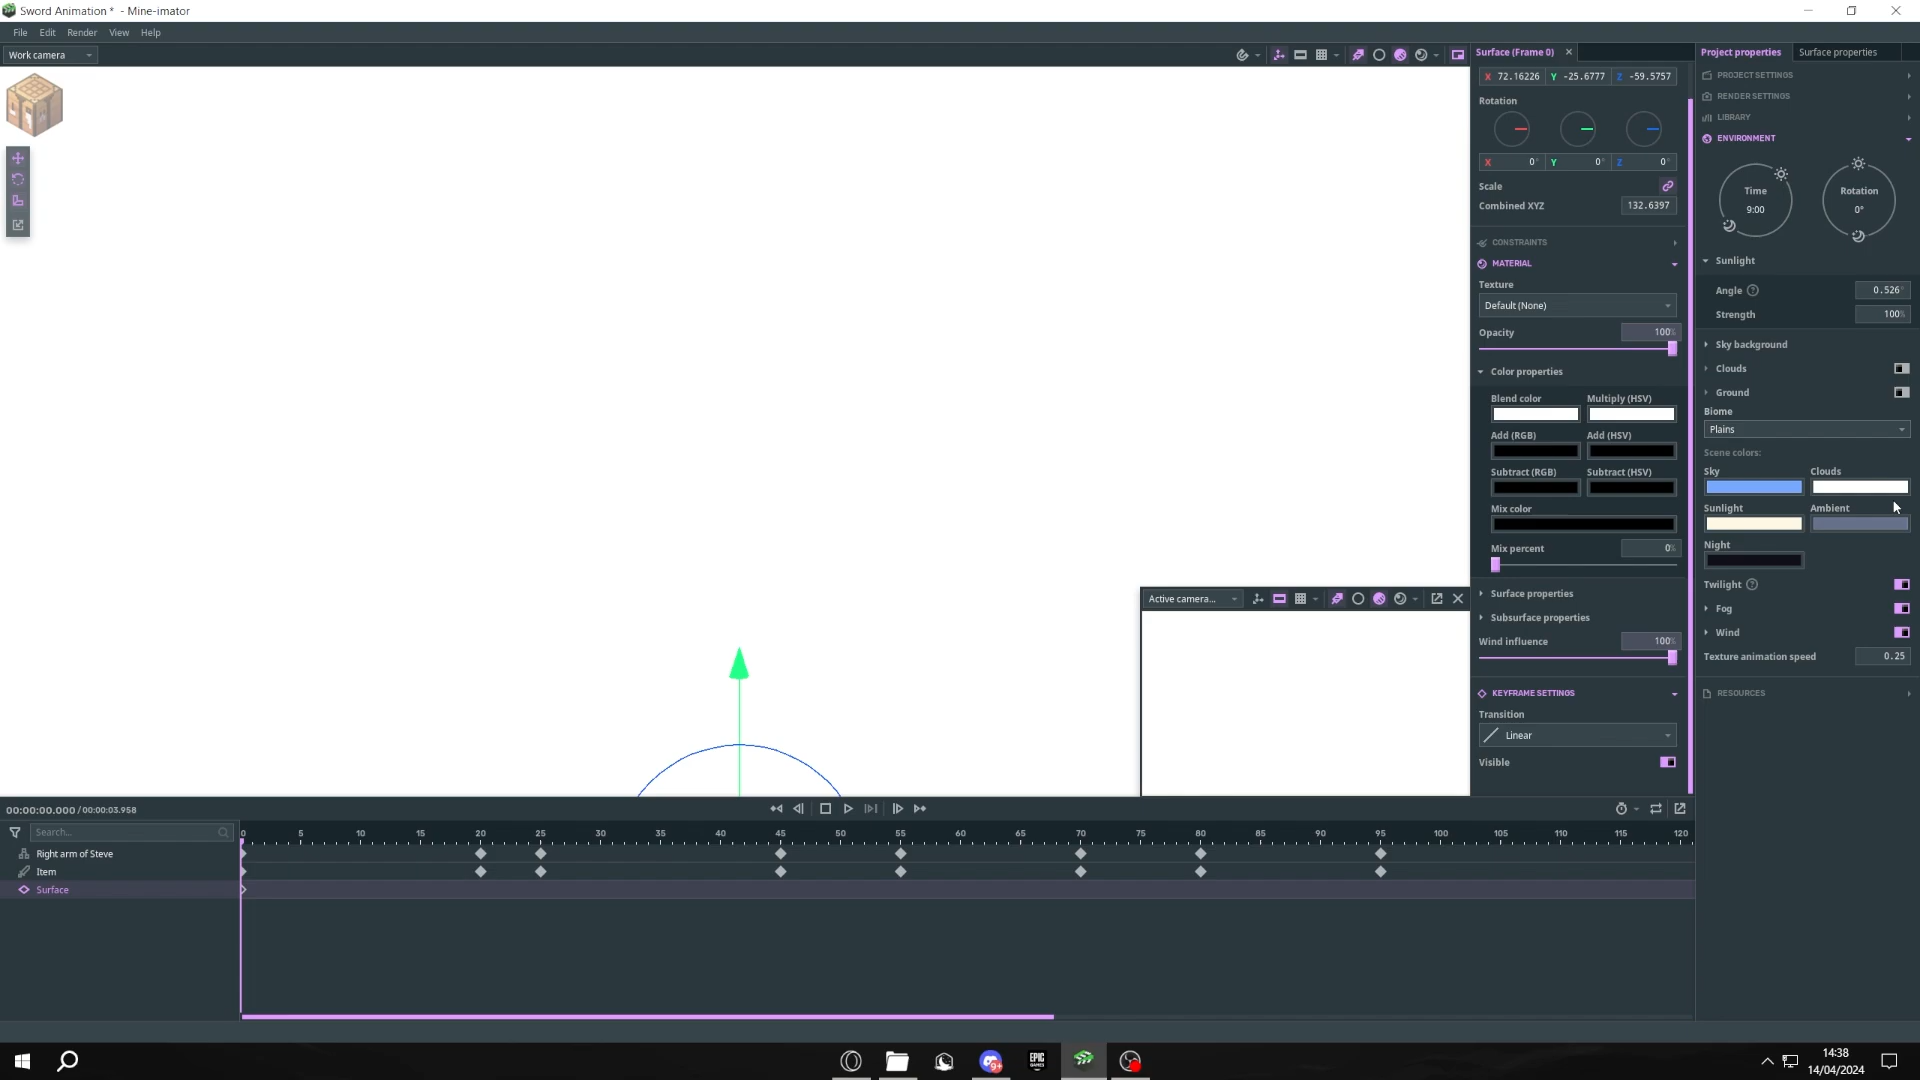 Sword Animation * - Mine-imator
File Edit Render View Help
Work camera
Surface (Frame 0)
X 72.16226 Y -25.6777 Z -59.5757
Rotation
X 0° Y 0° Z 0°
Scale
Combined XYZ 132.6397
CONSTRAINTS
MATERIAL
Texture
Default (None)
Opacity 100%
Color properties
Blend color Multiply (HSV)
Add (RGB) Add (HSV)
Subtract (RGB) Subtract (HSV)
Mix color
Mix percent 0%
Surface properties
Subsurface properties
Wind influence 100%
KEYFRAME SETTINGS
Transition
Linear
Visible
Project properties Surface properties
PROJECT SETTINGS
RENDER SETTINGS
LIBRARY
ENVIRONMENT
Time Rotation
9:00 0°
Sunlight
Angle 0.526°
Strength 100%
Sky background
Clouds
Ground
Biome
Plains
Scene colors:
Sky Clouds
Sunlight Ambient
Night
Twilight
Fog
Wind
Texture animation speed 0.25
RESOURCES
Active camera...
00:00:00.000 / 00:00:03.958
Search...
0 5 10 15 20 25 30 35 40 45 50 55 60 65 70 75 80 85 90 95 100 105 110 115 120
Right arm of Steve
Item
Surface
9+
EPIC
GAMES
14:38
14/04/2024